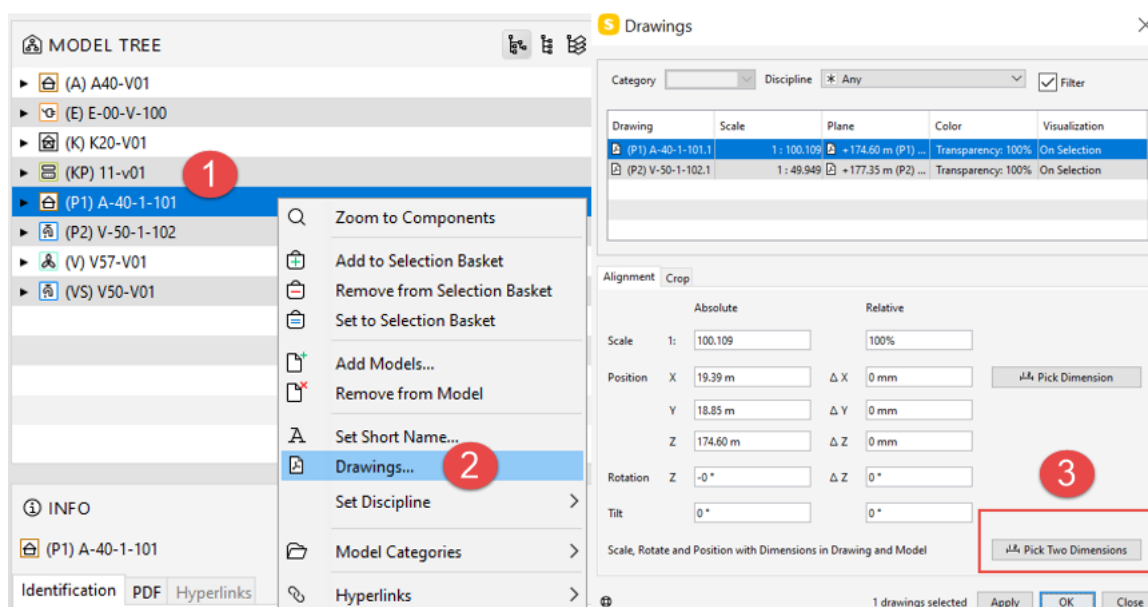 MODEL TREE
(A) A40-V01
(E) E-00-V-100
(K) K20-V01
(KP) 11-v01
1
(P1) A-40-1-101
(P2) V-50-1-102
(V) V57-V01
(VS) V50-V01
INFO
(P1) A-40-1-101
Identification PDF Hyperlinks
Zoom to Components
Add to Selection Basket
Remove from Selection Basket
Set to Selection Basket
Add Models...
Remove from Model
Set Short Name...
Drawings...
2
Set Discipline
Model Categories
Hyperlinks
S Drawings
Category Discipline Any Filter
Drawing Scale Plane Color Visualization
(P1) A-40-1-101.1 1 : 100.109 +174.60 m (P1) ... Transparency: 100% On Selection
(P2) V-50-1-102.1 1 : 49.949 +177.35 m (P2) ... Transparency: 100% On Selection
Alignment Crop
Absolute Relative
Scale 1: 100.109 100%
Position X 19.39 m Δ X 0 mm Pick Dimension
Y 18.85 m Δ Y 0 mm
Z 174.60 m Δ Z 0 mm
Rotation Z -0 ° Δ Z 0 °
3
Tilt 0 ° 0 °
Scale, Rotate and Position with Dimensions in Drawing and Model Pick Two Dimensions
1 drawings selected Apply OK Close